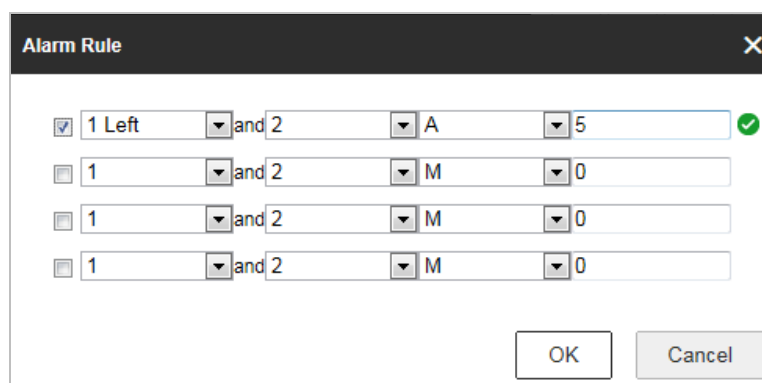 Alarm Rule
1 Left and 2 A 5
1 and 2 M 0
1 and 2 M 0
1 and 2 M 0
OK Cancel